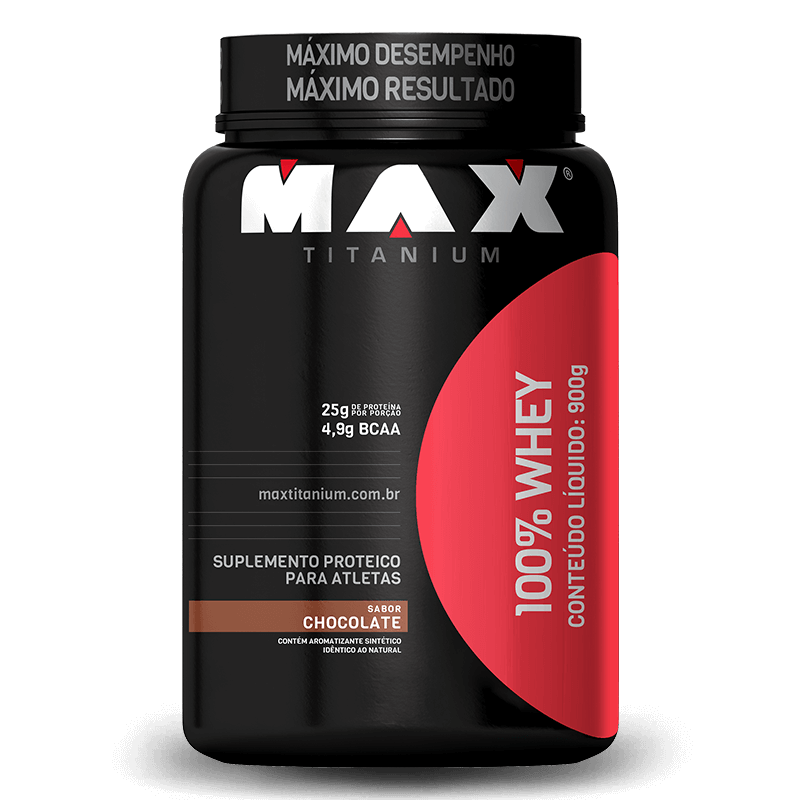 MÁXIMO DESEMPENHO
MÁXIMO RESULTADO
MAX®
TITANIUM
25g DE PROTEÍNA
POR PORÇÃO
4,9g BCAA
maxtitanium.com.br
SUPLEMENTO PROTEICO
PARA ATLETAS
SABOR
CHOCOLATE
CONTÉM AROMATIZANTE SINTÉTICO
IDÊNTICO AO NATURAL
100% WHEY
CONTEÚDO LÍQUIDO: 900g